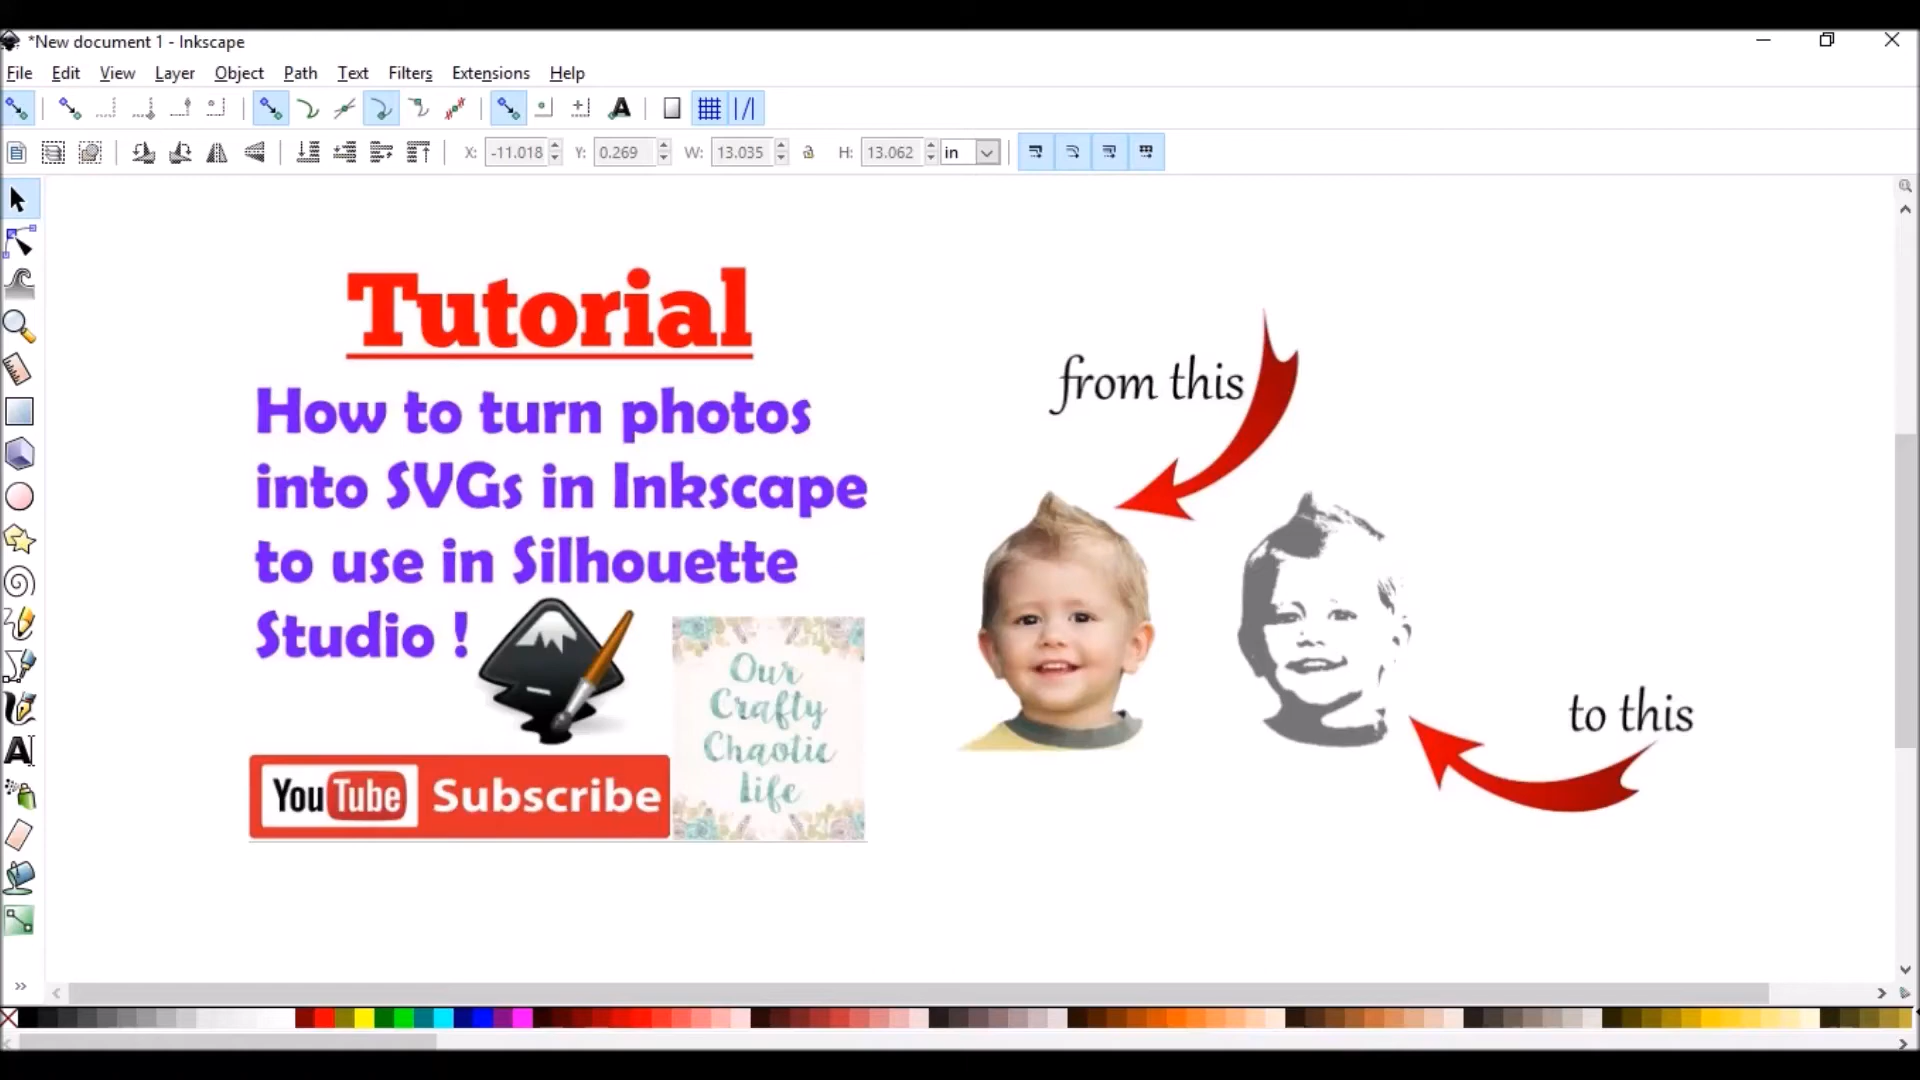 *New document 1 - Inkscape
File Edit View Layer Object Path Text Filters Extensions Help
X: -11.018 Y: 0.269 W: 13.035 H: 13.062 in
Tutorial
How to turn photos
into SVGs in Inkscape
to use in Silhouette
Studio !
from this
to this
Our
Crafty
Chaotic
Life
YouTube Subscribe